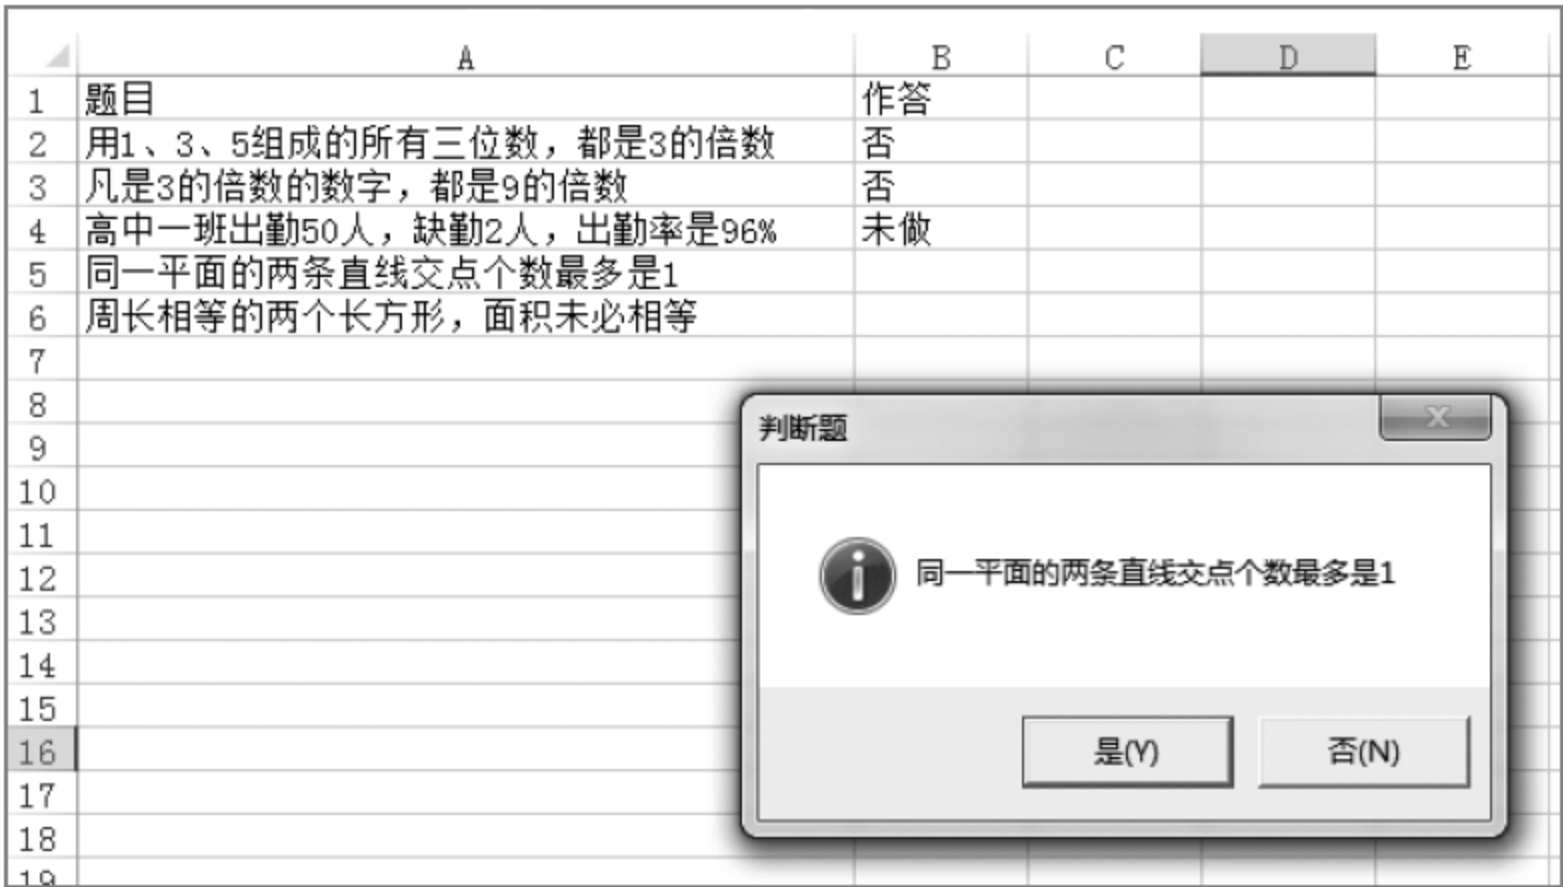 A B C D E
1 题目 作答
2 用1、3、5组成的所有三位数，都是3的倍数 否
3 凡是3的倍数的数字，都是9的倍数 否
4 高中一班出勤50人，缺勤2人，出勤率是96% 未做
5 同一平面的两条直线交点个数最多是1
6 周长相等的两个长方形，面积未必相等
7
8
9
10
11
12
13
14
15
16
17
18
19
判断题
X
i
同一平面的两条直线交点个数最多是1
是(Y) 否(N)